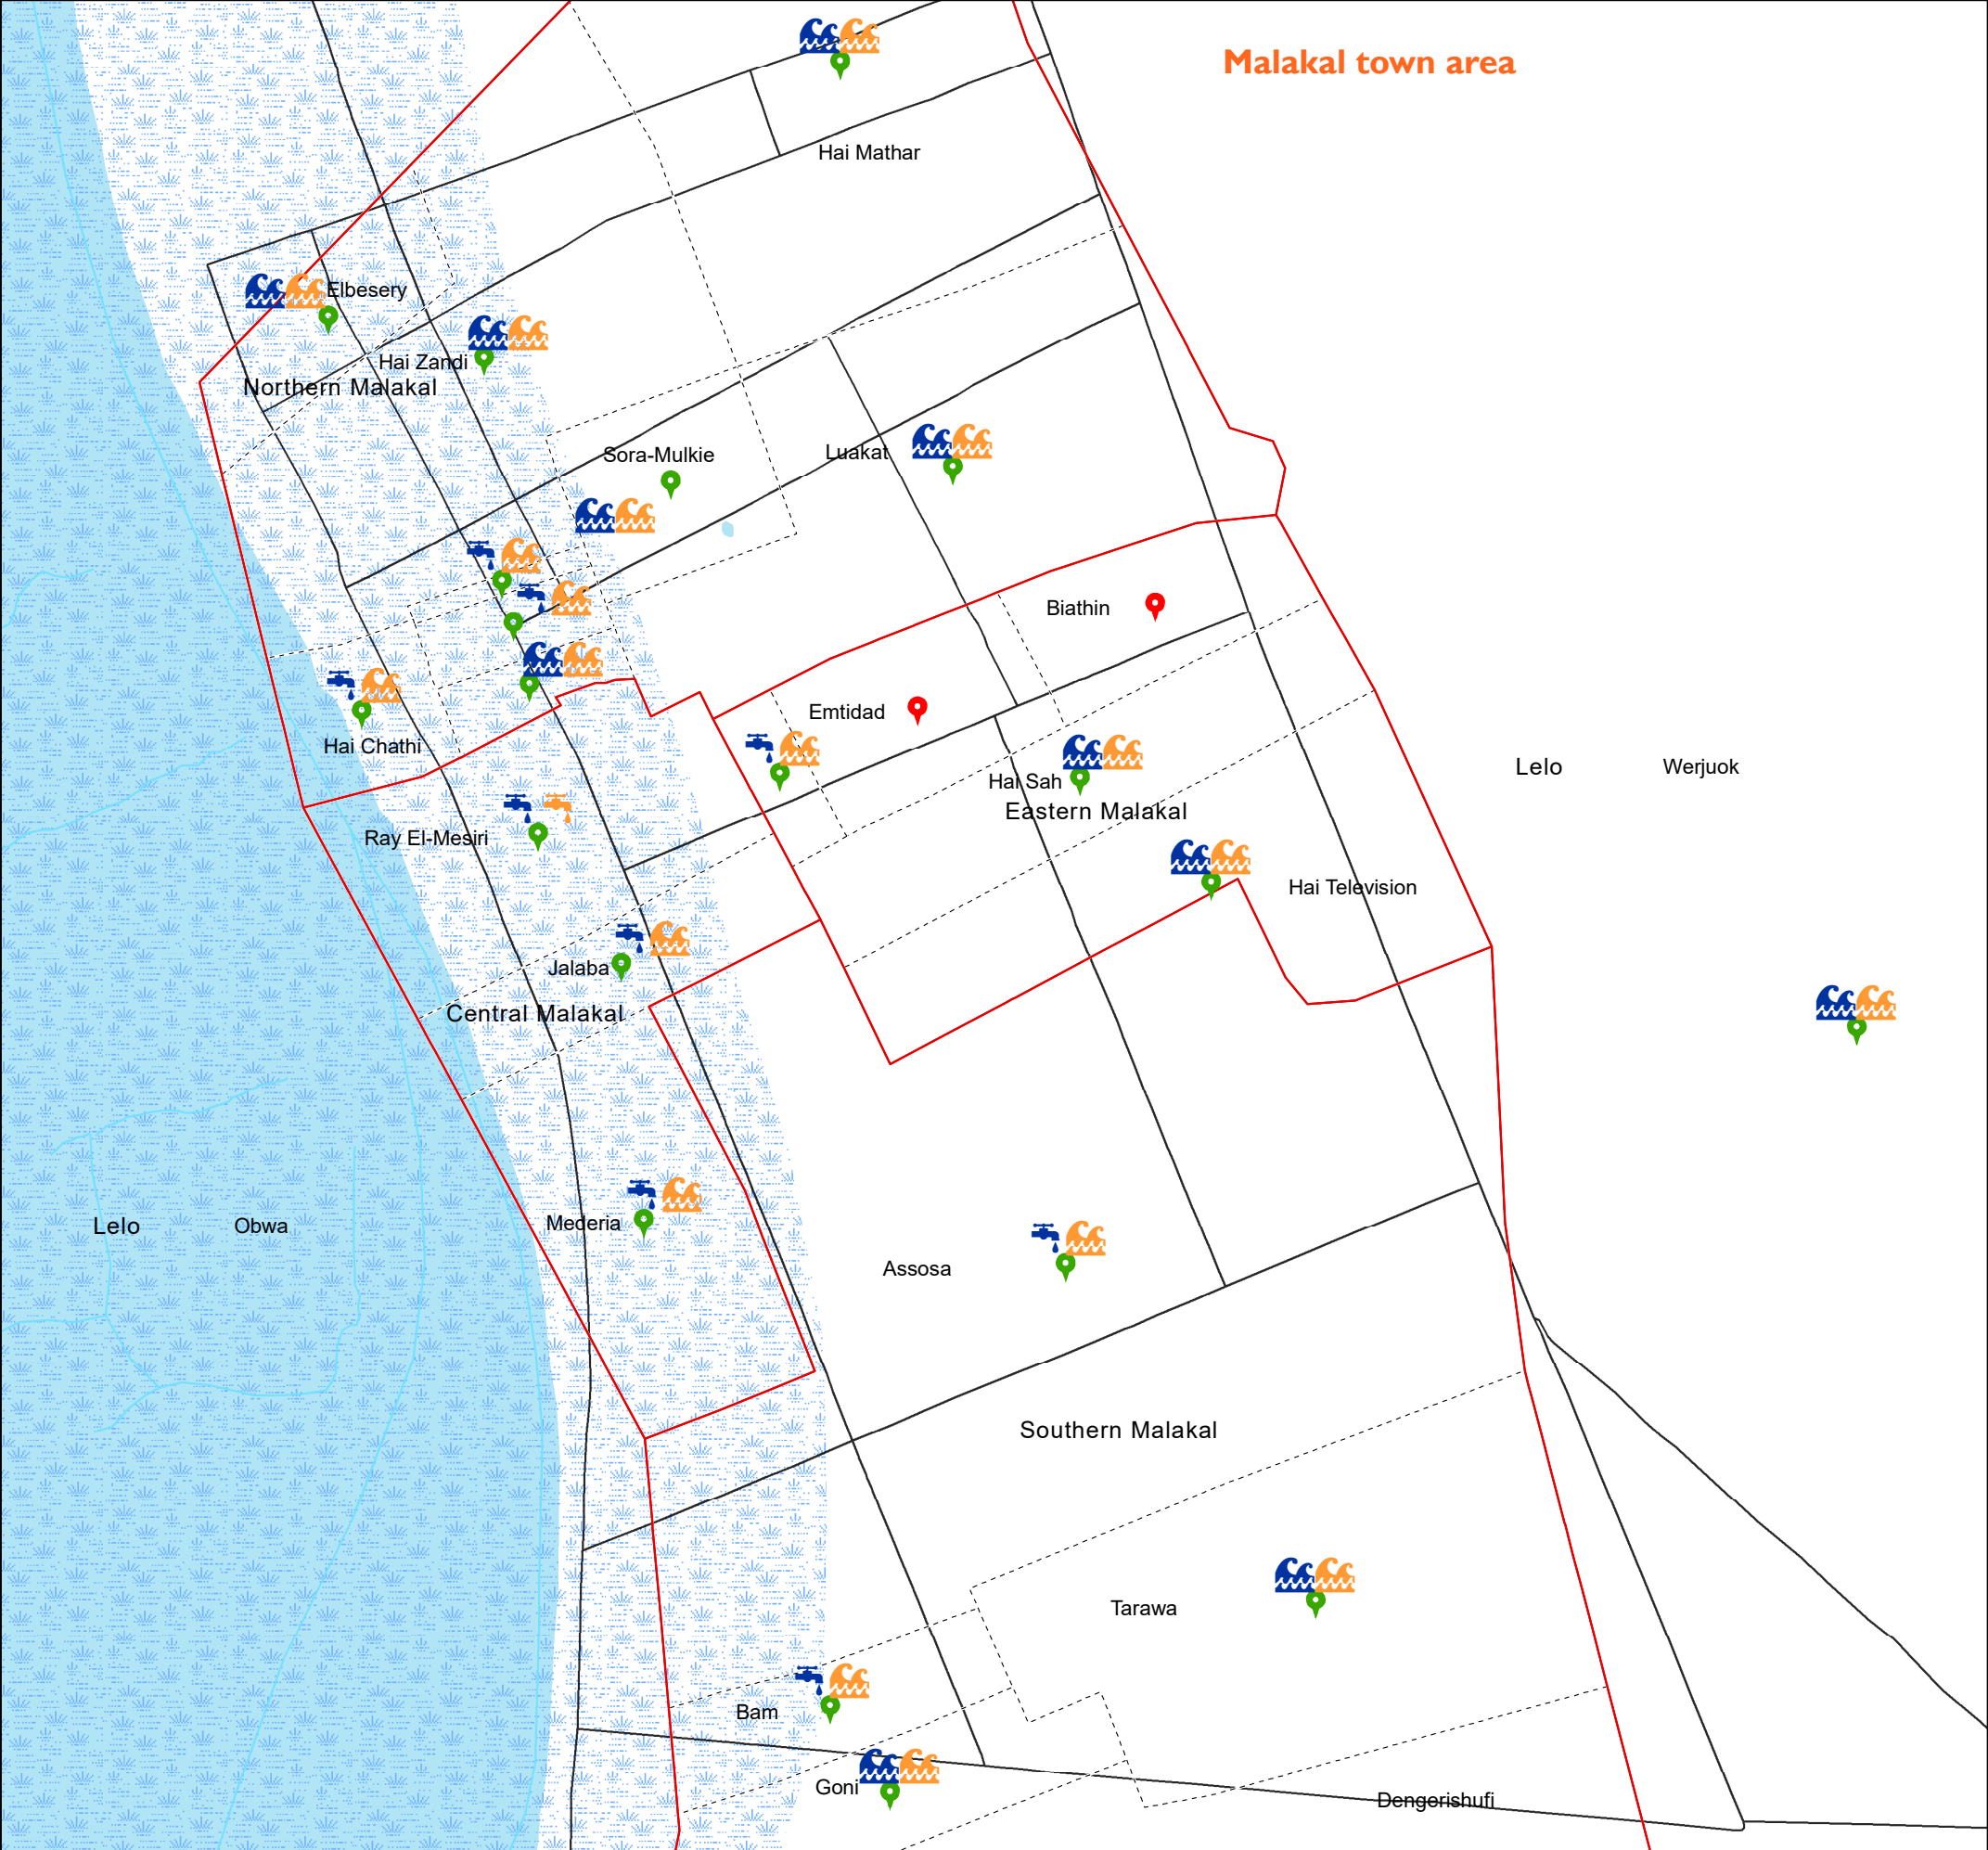 Malakal town area
Hai Mathar
Elbesery
Hai Zandi
Northern Malakal
Sora-Mulkie
Luakat
Biathin
Emtidad
Hai Chathi
Hai Sah
Eastern Malakal
Lelo
Werjuok
Ray El-Mesiri
Hai Television
Jalaba
Central Malakal
Lelo
Obwa
Mederia
Assosa
Southern Malakal
Tarawa
Bam
Goni
Dengerishufi